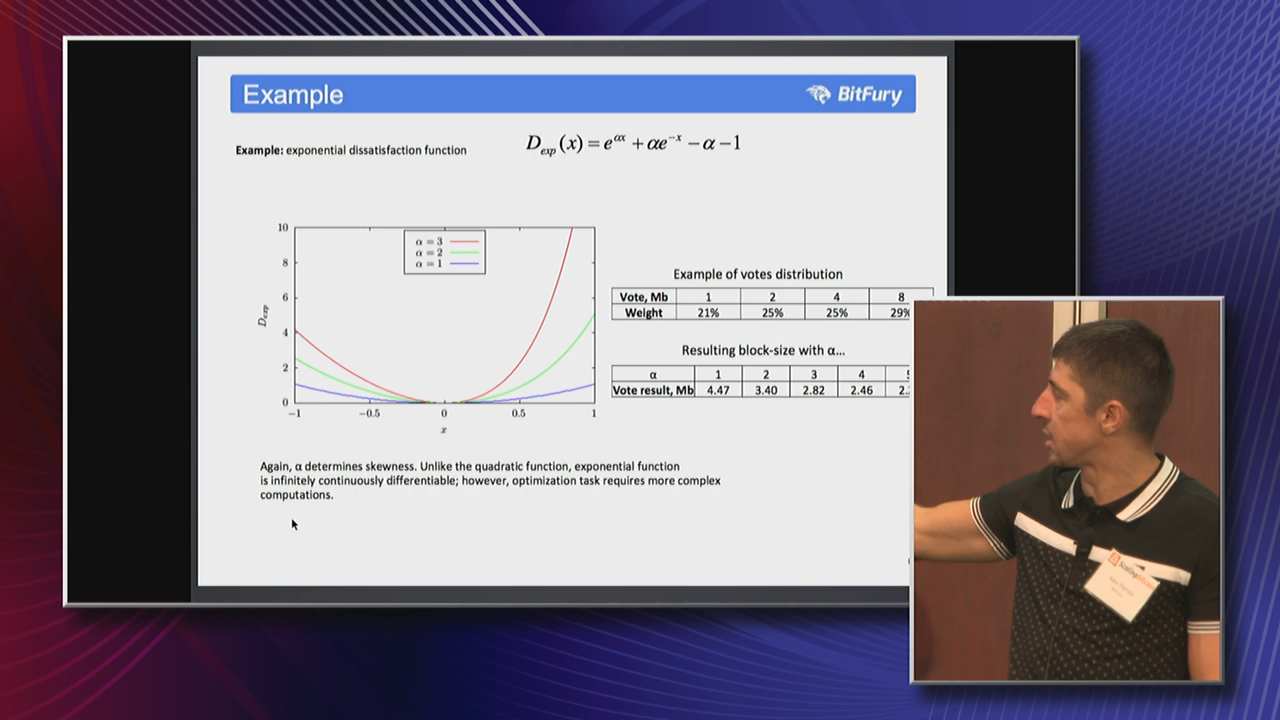 Example
BitFury
Example: exponential dissatisfaction function
D_exp (x) = e^αx + αe^-x − α − 1
10
8
6
4
2
0
D_exp
α = 3
α = 2
α = 1
−1 −0.5 0 0.5 1
x
Example of votes distribution
Vote, Mb 1 2 4 8
Weight 21% 25% 25% 29%
Resulting block-size with α...
α 1 2 3 4
Vote result, Mb 4.47 3.40 2.82 2.46 2.
Again, α determines skewness. Unlike the quadratic function, exponential function
is infinitely continuously differentiable; however, optimization task requires more complex
computations.
Scaling